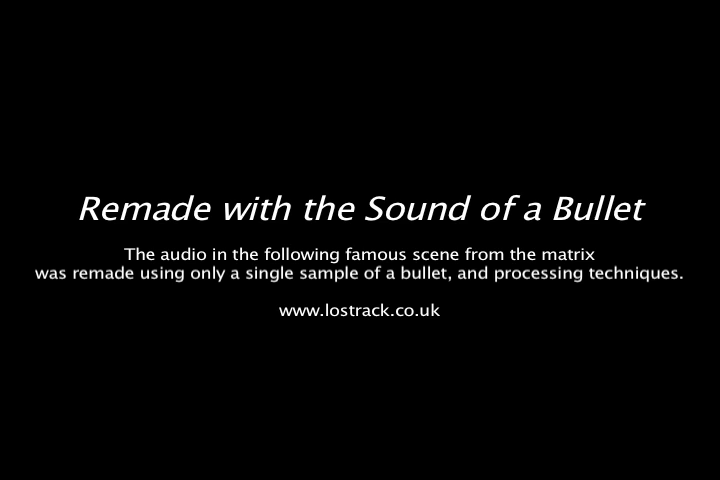 Remade with the Sound of a Bullet
The audio in the following famous scene from the matrix
was remade using only a single sample of a bullet, and processing techniques.
www.lostrack.co.uk